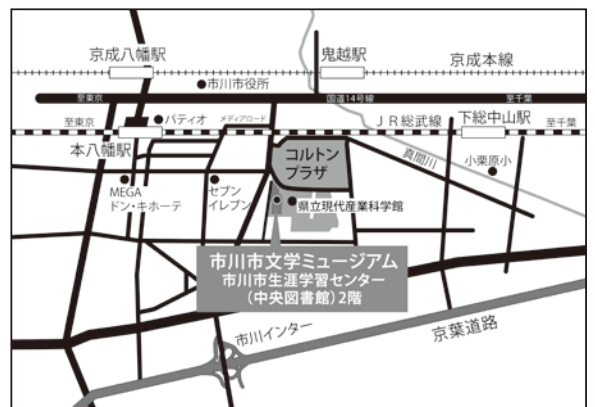 京成八幡駅
鬼越駅
京成本線
市川市役所
至東京
国道14号線
至千葉
至東京
パティオ
メディアロード
JR総武線
下総中山駅
至千葉
本八幡駅
コルトン
プラザ
真間川
小栗原小
MEGA
ドン・キホーテ
セブン
イレブン
県立現代産業科学館
市川市文学ミュージアム
市川市生涯学習センター
(中央図書館)2階
市川インター
京葉道路